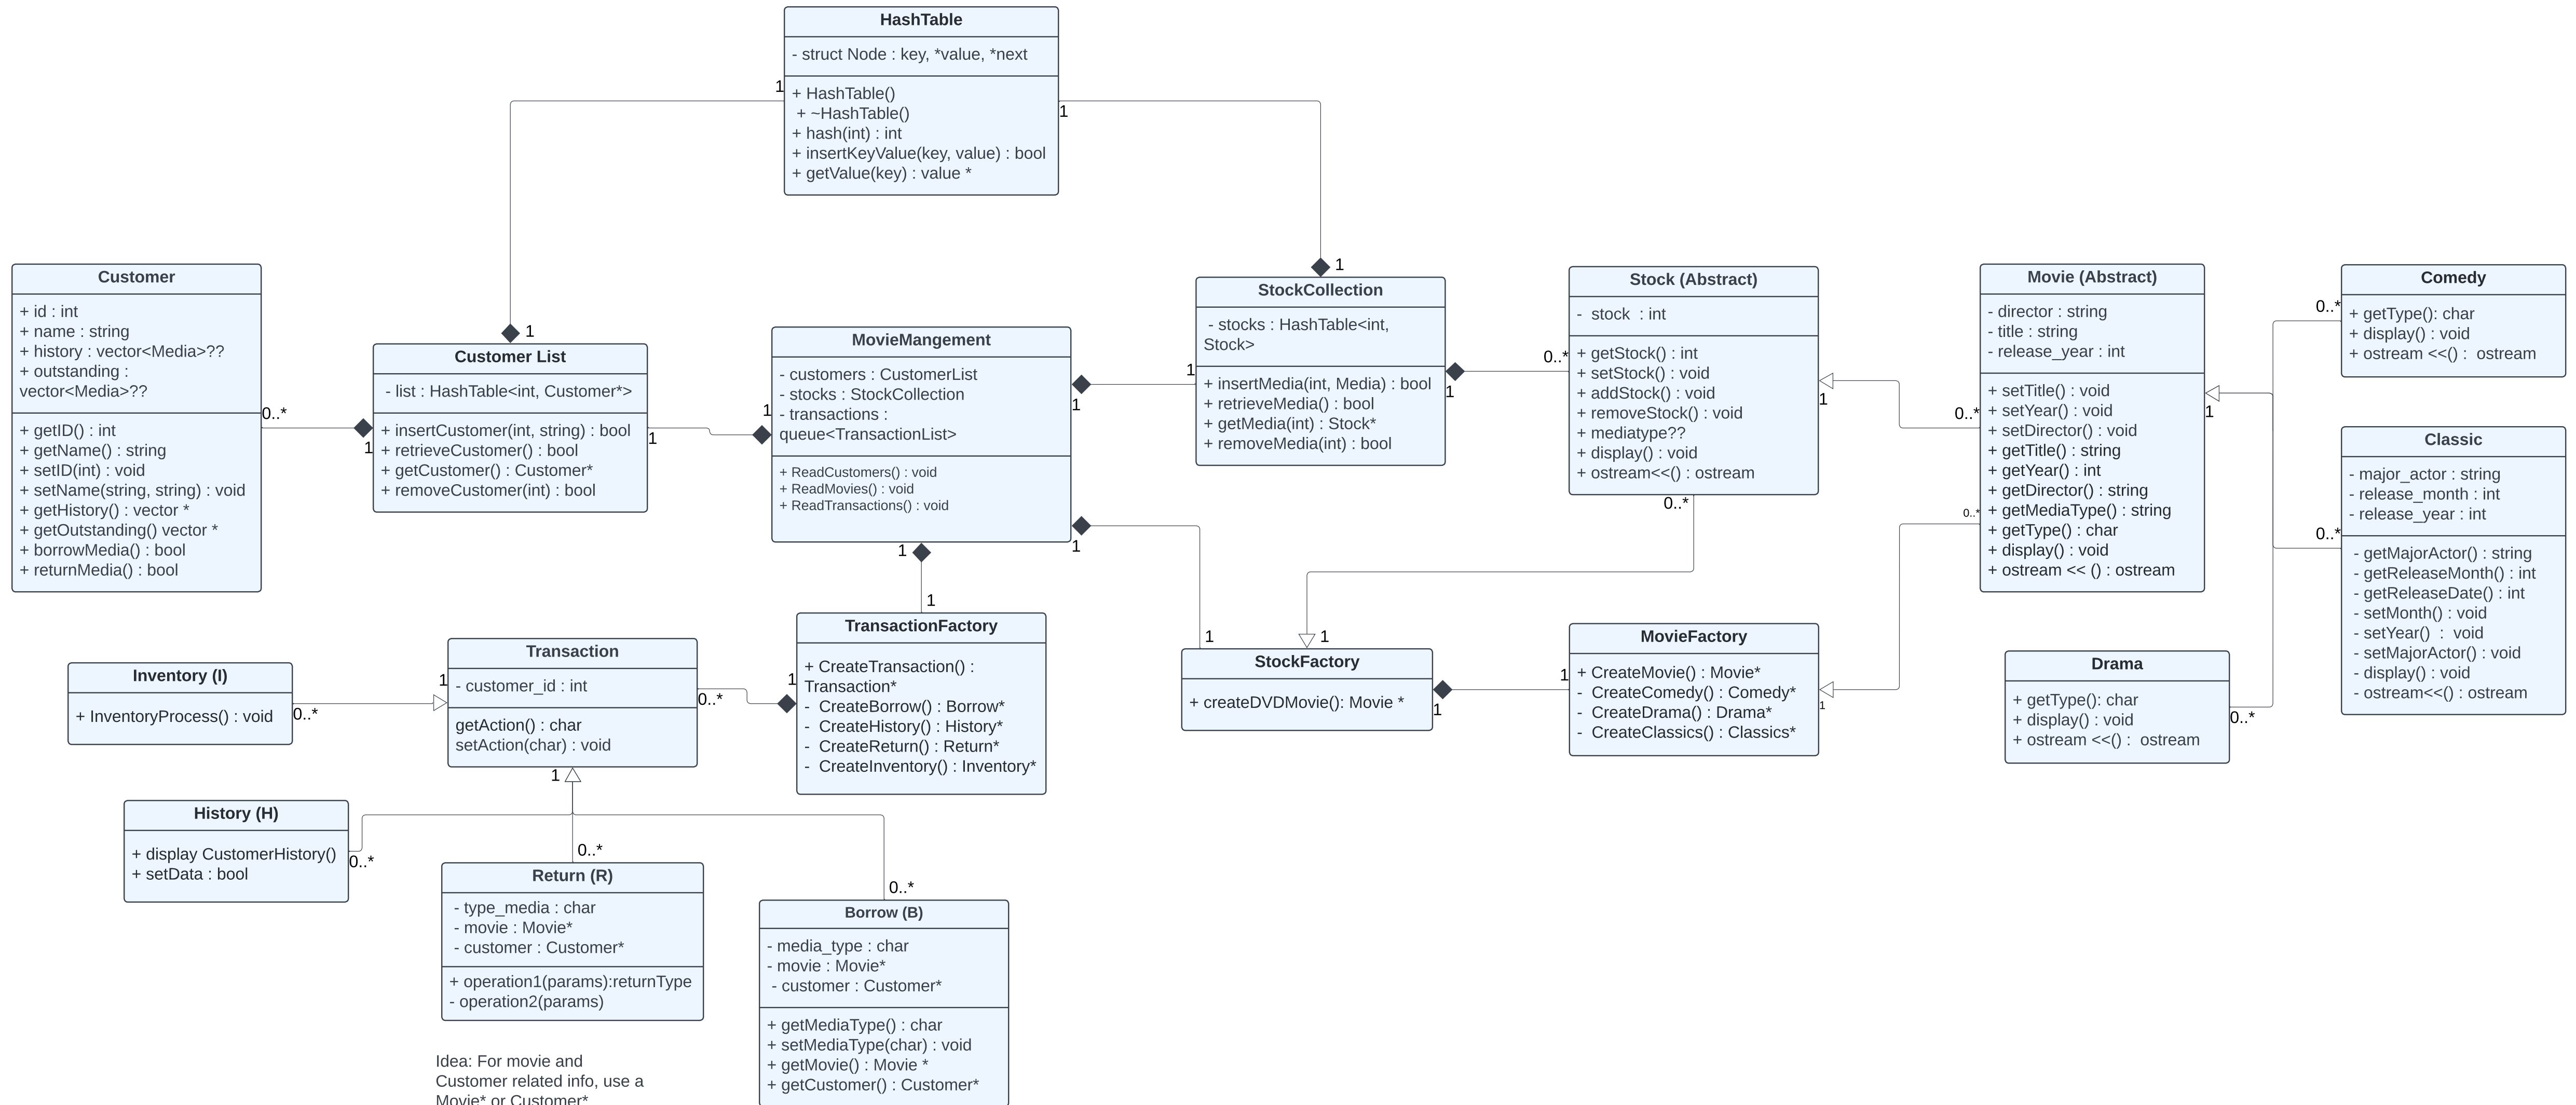 HashTable
- struct Node : key, *value, *next
+ HashTable()
+ ~HashTable()
+ hash(int) : int
+ insertKeyValue(key, value) : bool
+ getValue(key) : value *
1
1
1
1
Customer
+ id : int
+ name : string
+ history : vector<Media>??
+ outstanding :
vector<Media>??
+ getID() : int
+ getName() : string
+ setID(int) : void
+ setName(string, string) : void
+ getHistory() : vector *
+ getOutstanding() vector *
+ borrowMedia() : bool
+ returnMedia() : bool
0..*
1
Customer List
- list : HashTable<int, Customer*>
+ insertCustomer(int, string) : bool
+ retrieveCustomer() : bool
+ getCustomer() : Customer*
+ removeCustomer(int) : bool
1
1
MovieMangement
- customers : CustomerList
- stocks : StockCollection
- transactions :
queue<TransactionList>
+ ReadCustomers() : void
+ ReadMovies() : void
+ ReadTransactions() : void
1
1
1
1
1
1
StockCollection
- stocks : HashTable<int,
Stock>
+ insertMedia(int, Media) : bool
+ retrieveMedia() : bool
+ getMedia(int) : Stock*
+ removeMedia(int) : bool
1
0..*
Stock (Abstract)
- stock : int
+ getStock() : int
+ setStock() : void
+ addStock() : void
+ removeStock() : void
+ mediatype??
+ display() : void
+ ostream<<() : ostream
1
0..*
0..*
1
Movie (Abstract)
- director : string
- title : string
- release_year : int
+ setTitle() : void
+ setYear() : void
+ setDirector() : void
+ getTitle() : string
+ getYear() : int
+ getDirector() : string
+ getMediaType() : string
+ getType() : char
+ display() : void
+ ostream << () : ostream
0..*
1
1
0..*
Comedy
+ getType(): char
+ display() : void
+ ostream <<() : ostream
0..*
Classic
- major_actor : string
- release_month : int
- release_year : int
- getMajorActor() : string
- getReleaseMonth() : int
- getReleaseDate() : int
- setMonth() : void
- setYear() : void
- setMajorActor() : void
- display() : void
- ostream<<() : ostream
Drama
+ getType(): char
+ display() : void
+ ostream <<() : ostream
0..*
Inventory (I)
+ InventoryProcess() : void
0..*
1
Transaction
- customer_id : int
getAction() : char
setAction(char) : void
0..*
1
1
TransactionFactory
+ CreateTransaction() :
Transaction*
- CreateBorrow() : Borrow*
- CreateHistory() : History*
- CreateReturn() : Return*
- CreateInventory() : Inventory*
StockFactory
+ createDVDMovie(): Movie *
1
1
MovieFactory
+ CreateMovie() : Movie*
- CreateComedy() : Comedy*
- CreateDrama() : Drama*
- CreateClassics() : Classics*
History (H)
+ display CustomerHistory()
+ setData : bool
0..*
0..*
Return (R)
- type_media : char
- movie : Movie*
- customer : Customer*
+ operation1(params):returnType
- operation2(params)
0..*
Borrow (B)
- media_type : char
- movie : Movie*
- customer : Customer*
+ getMediaType() : char
+ setMediaType(char) : void
+ getMovie() : Movie *
+ getCustomer() : Customer*
Idea: For movie and
Customer related info, use a
Movie* or Customer*